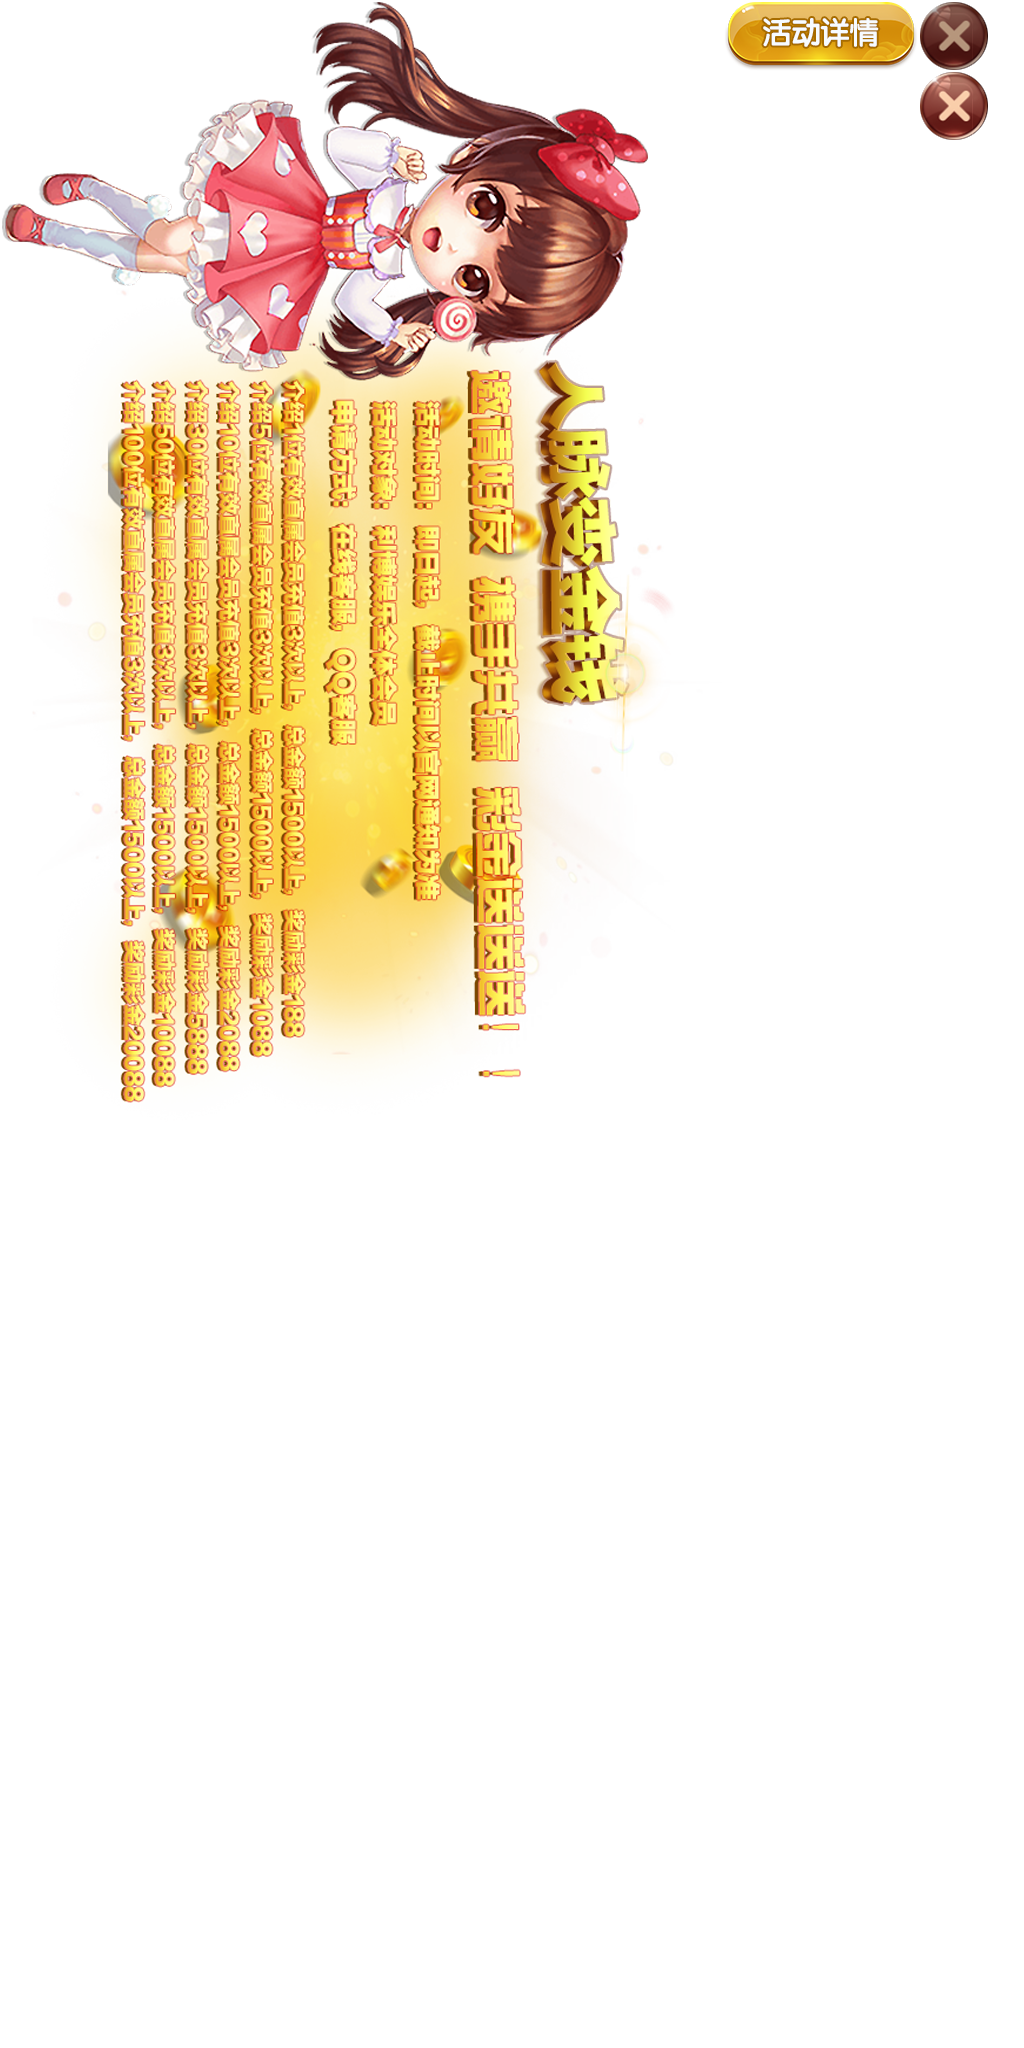 活动详情
人脉变金钱
邀请好友 携手共赢 彩金送送送！！
活动时间：即日起，截止时间以官网通知为准
活动对象：利博娱乐全体会员
申请方式：在线客服，QQ客服
介绍1位有效直属会员充值3次以上，总金额1500以上，奖励彩金188
介绍5位有效直属会员充值3次以上，总金额1500以上，奖励彩金1088
介绍10位有效直属会员充值3次以上，总金额1500以上，奖励彩金2088
介绍30位有效直属会员充值3次以上，总金额1500以上，奖励彩金5888
介绍50位有效直属会员充值3次以上，总金额1500以上，奖励彩金10088
介绍100位有效直属会员充值3次以上，总金额1500以上，奖励彩金20088